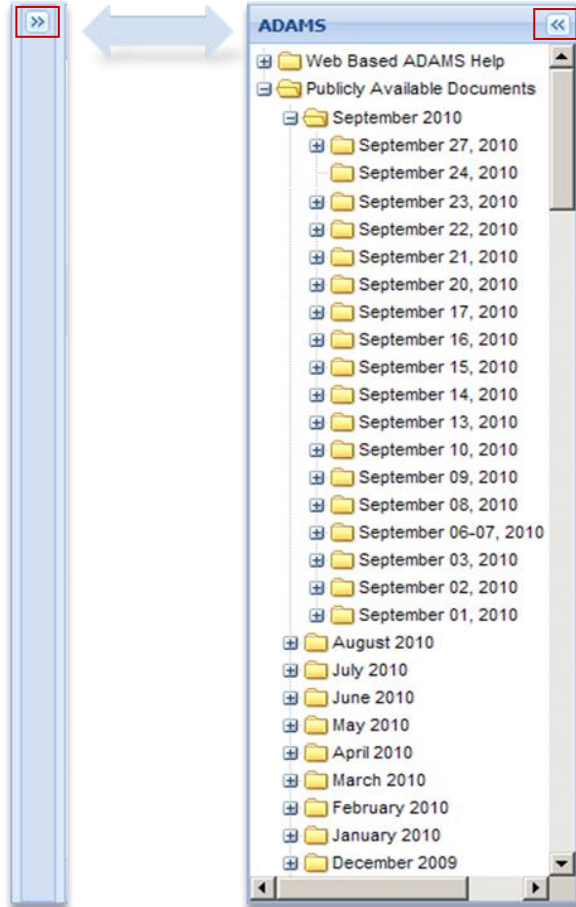 ADAMS
Web Based ADAMS Help
Publicly Available Documents
September 2010
September 27, 2010
September 24, 2010
September 23, 2010
September 22, 2010
September 21, 2010
September 20, 2010
September 17, 2010
September 16, 2010
September 15, 2010
September 14, 2010
September 13, 2010
September 10, 2010
September 09, 2010
September 08, 2010
September 06-07, 2010
September 03, 2010
September 02, 2010
September 01, 2010
August 2010
July 2010
June 2010
May 2010
April 2010
March 2010
February 2010
January 2010
December 2009